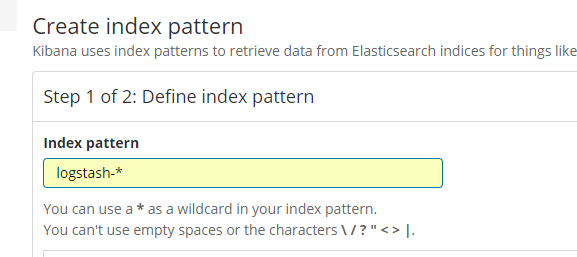 Create index pattern
Kibana uses index patterns to retrieve data from Elasticsearch indices for things like
Step 1 of 2: Define index pattern
Index pattern
logstash-*
You can use a * as a wildcard in your index pattern.
You can't use empty spaces or the characters \ / ? " < > |.